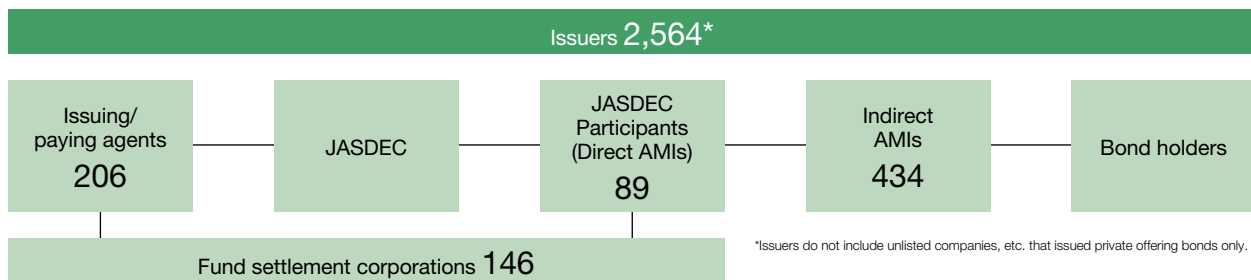 Issuers 2,564*
Issuing/
paying agents
206
JASDEC
JASDEC
Participants
(Direct AMIs)
89
Indirect
AMIs
434
Bond holders
Fund settlement corporations 146
*Issuers do not include unlisted companies, etc. that issued private offering bonds only.